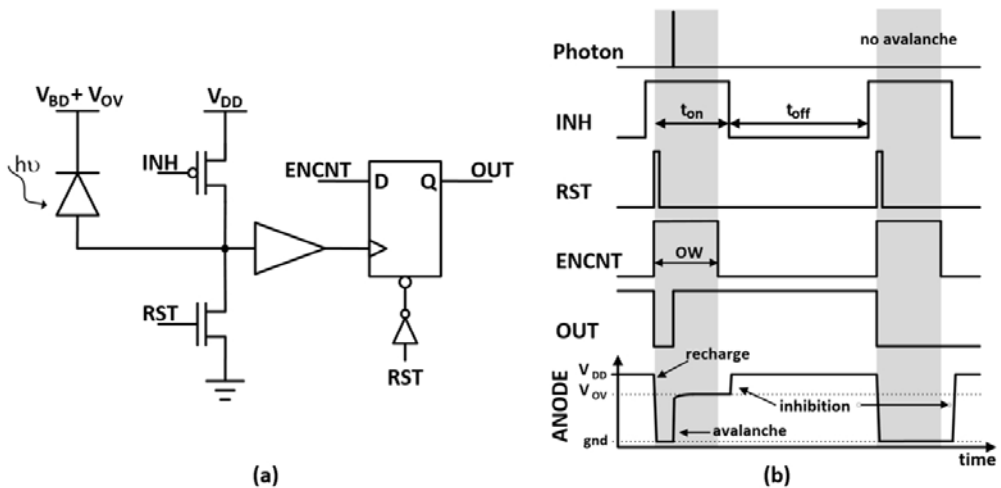 V_BD + V_OV
V_DD
hυ
INH
ENCNT
D
Q
OUT
RST
RST
(a)
Photon
no avalanche
INH
t_on
t_off
RST
ENCNT
OW
OUT
recharge
V_DD
V_OV
inhibition
ANODE
avalanche
gnd
time
(b)